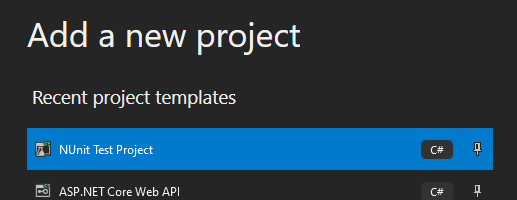 Add a new project
Recent project templates
NUnit Test Project C#
ASP.NET Core Web API C#